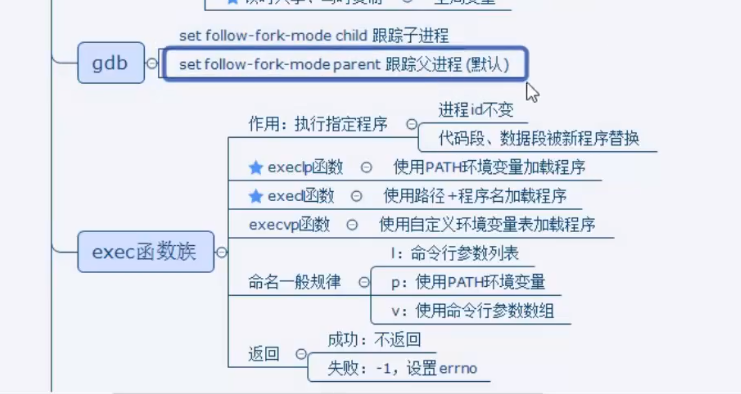 gdb
set follow-fork-mode child 跟踪子进程
set follow-fork-mode parent 跟踪父进程 (默认)
exec函数族
作用：执行指定程序
进程id不变
代码段、数据段被新程序替换
execlp函数
使用PATH环境变量加载程序
execl函数
使用路径+程序名加载程序
execvp函数
使用自定义环境变量表加载程序
命名一般规律
l：命令行参数列表
p：使用PATH环境变量
v：使用命令行参数数组
返回
成功：不返回
失败：-1，设置errno